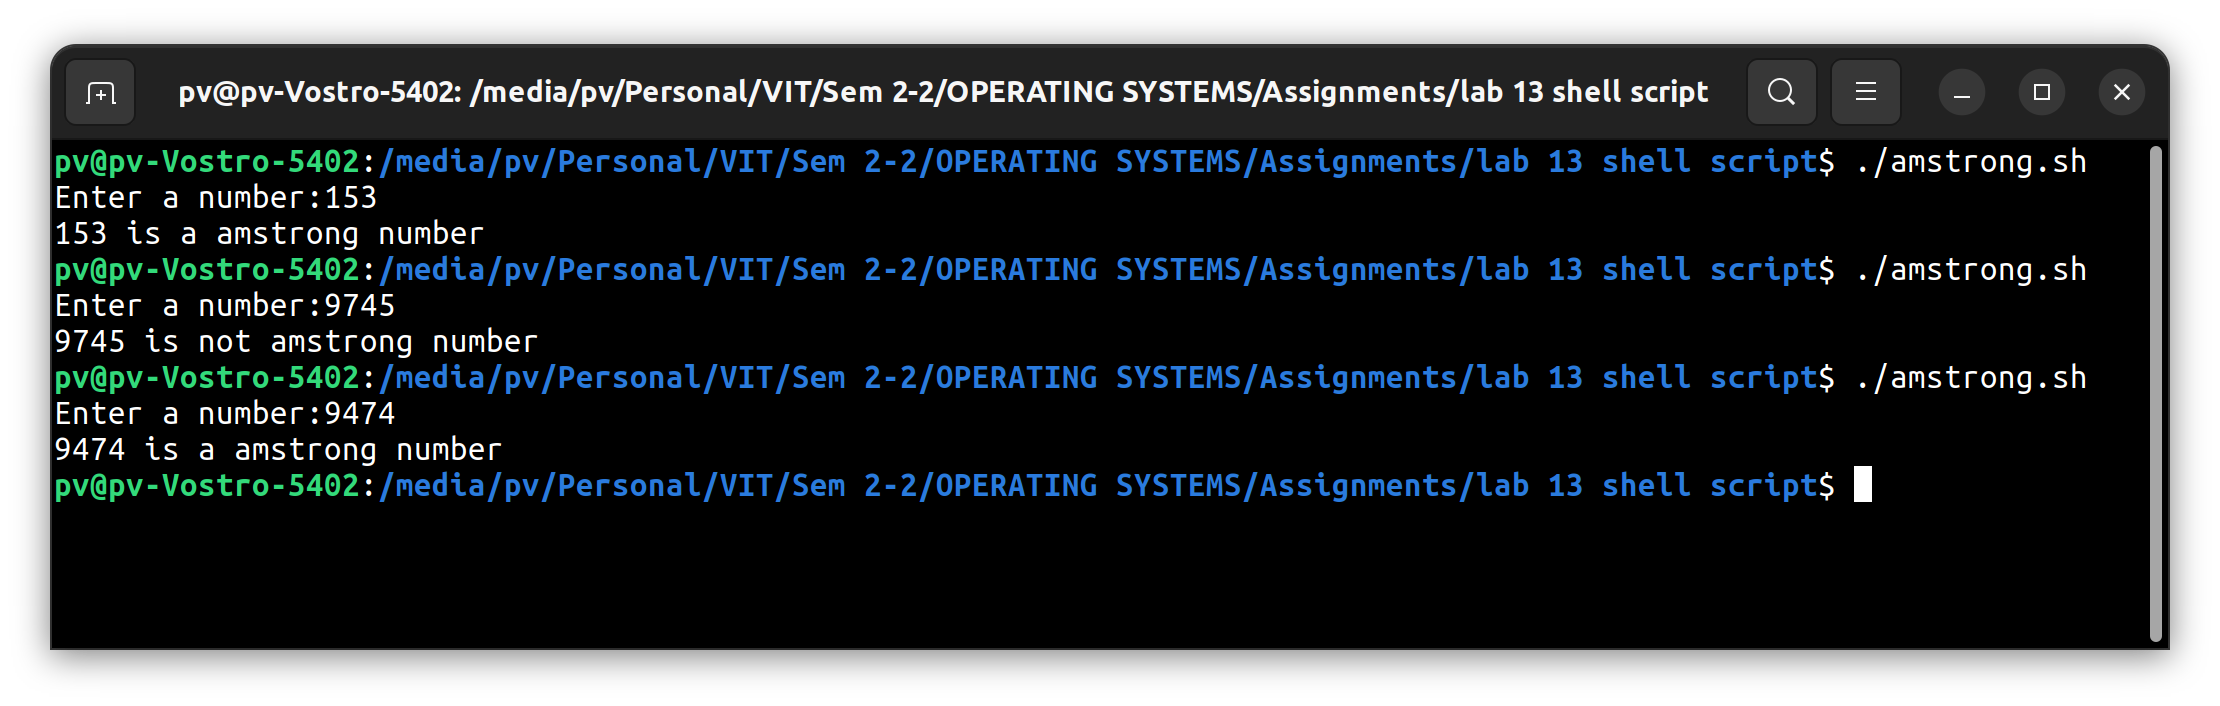 pv@pv-Vostro-5402: /media/pv/Personal/VIT/Sem 2-2/OPERATING SYSTEMS/Assignments/lab 13 shell script
pv@pv-Vostro-5402:/media/pv/Personal/VIT/Sem 2-2/OPERATING SYSTEMS/Assignments/lab 13 shell script$ ./amstrong.sh
Enter a number:153
153 is a amstrong number
pv@pv-Vostro-5402:/media/pv/Personal/VIT/Sem 2-2/OPERATING SYSTEMS/Assignments/lab 13 shell script$ ./amstrong.sh
Enter a number:9745
9745 is not amstrong number
pv@pv-Vostro-5402:/media/pv/Personal/VIT/Sem 2-2/OPERATING SYSTEMS/Assignments/lab 13 shell script$ ./amstrong.sh
Enter a number:9474
9474 is a amstrong number
pv@pv-Vostro-5402:/media/pv/Personal/VIT/Sem 2-2/OPERATING SYSTEMS/Assignments/lab 13 shell script$